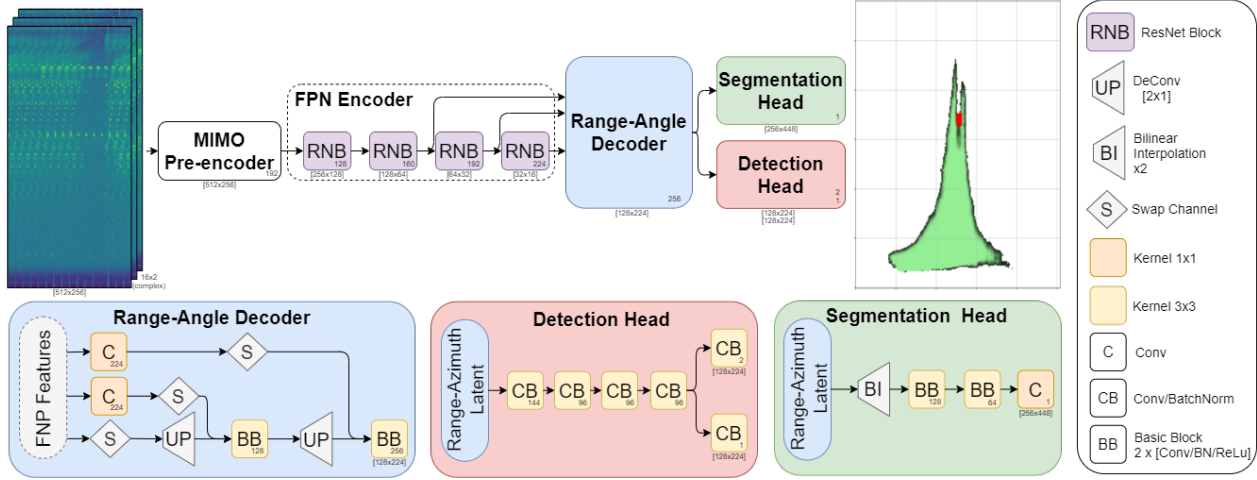 [512x256]
16x2
(complex)
MIMO
Pre-encoder
192
[512x256]
FPN Encoder
RNB
128
[256x128]
RNB
160
[128x64]
RNB
192
[64x32]
RNB
224
[32x16]
Range-Angle
Decoder
256
[128x224]
Segmentation
Head
1
[256x448]
Detection
Head
2
1
[128x224]
[128x224]
RNB
ResNet Block
UP
DeConv
[2x1]
BI
Bilinear
Interpolation
x2
S
Swap Channel
Kernel 1x1
Kernel 3x3
C
Conv
CB
Conv/BatchNorm
BB
Basic Block
2 x [Conv/BN/ReLu]
Range-Angle Decoder
FNP Features
C
224
S
C
224
S
S
UP
BB
128
UP
BB
256
[128x224]
Detection Head
Range-Azimuth
Latent
CB
144
CB
96
CB
96
CB
96
CB
2
[128x224]
CB
1
[128x224]
Segmentation Head
Range-Azimuth
Latent
BI
BB
128
BB
64
C
1
[256x448]